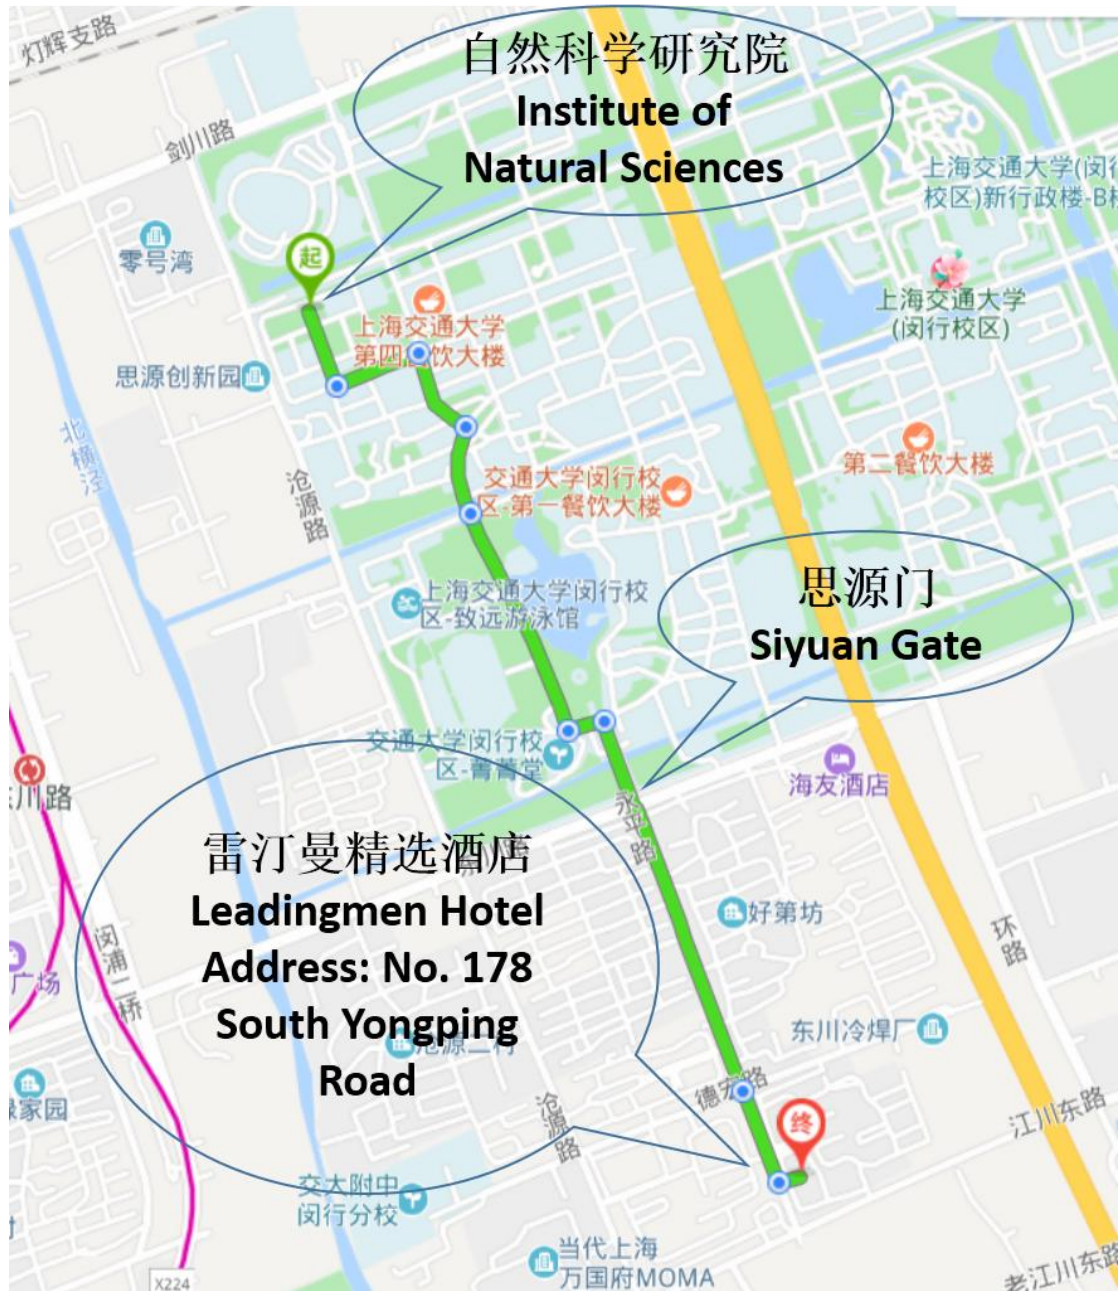 灯辉支路
自然科学研究院
Institute of
Natural Sciences
剑川路
上海交通大学(闵行
校区)新行政楼-B楼
零号湾
起
上海交通大学
(闵行校区)
上海交通大学
第四餐饮大楼
思源创新园
北横泾
沧源路
第二餐饮大楼
交通大学闵行校
区-第一餐饮大楼
上海交通大学闵行校
区-致远游泳馆
思源门
Siyuan Gate
交通大学闵行校
区-菁菁堂
海友酒店
永平路
川路
雷汀曼精选酒店
Leadingmen Hotel
Address: No. 178
South Yongping
Road
好第坊
环路
闵浦二桥
广场
东川冷焊厂
沧源二村
家园
德宏路
沧源路
终
江川东路
交大附中
闵行分校
当代上海
万国府MOMA
老江川东路
X224